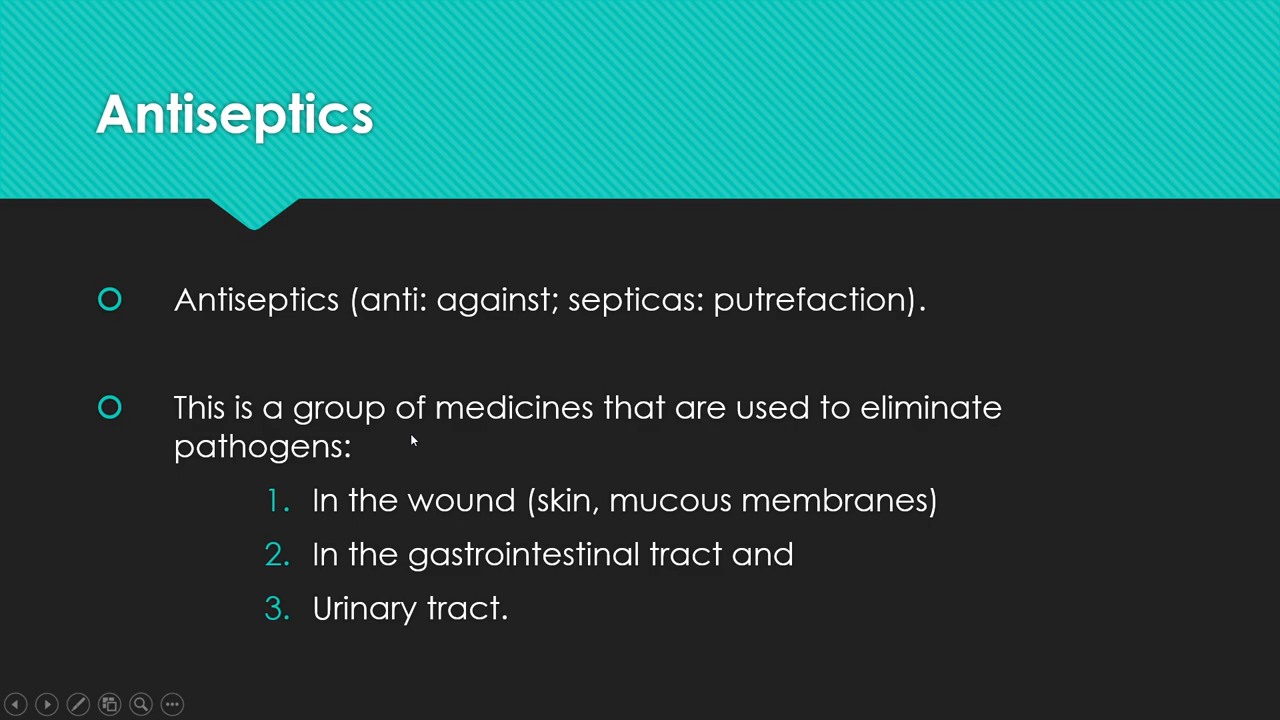 Antiseptics
Antiseptics (anti: against; septicas: putrefaction).
This is a group of medicines that are used to eliminate
pathogens:
1. In the wound (skin, mucous membranes)
2. In the gastrointestinal tract and
3. Urinary tract.